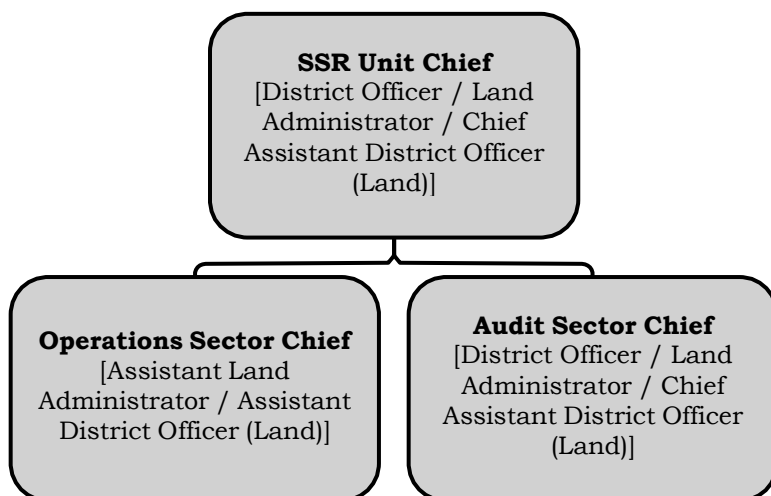 SSR Unit Chief
[District Officer / Land
Administrator / Chief
Assistant District Officer
(Land)]
Operations Sector Chief
[Assistant Land
Administrator / Assistant
District Officer (Land)]
Audit Sector Chief
[District Officer / Land
Administrator / Chief
Assistant District Officer
(Land)]